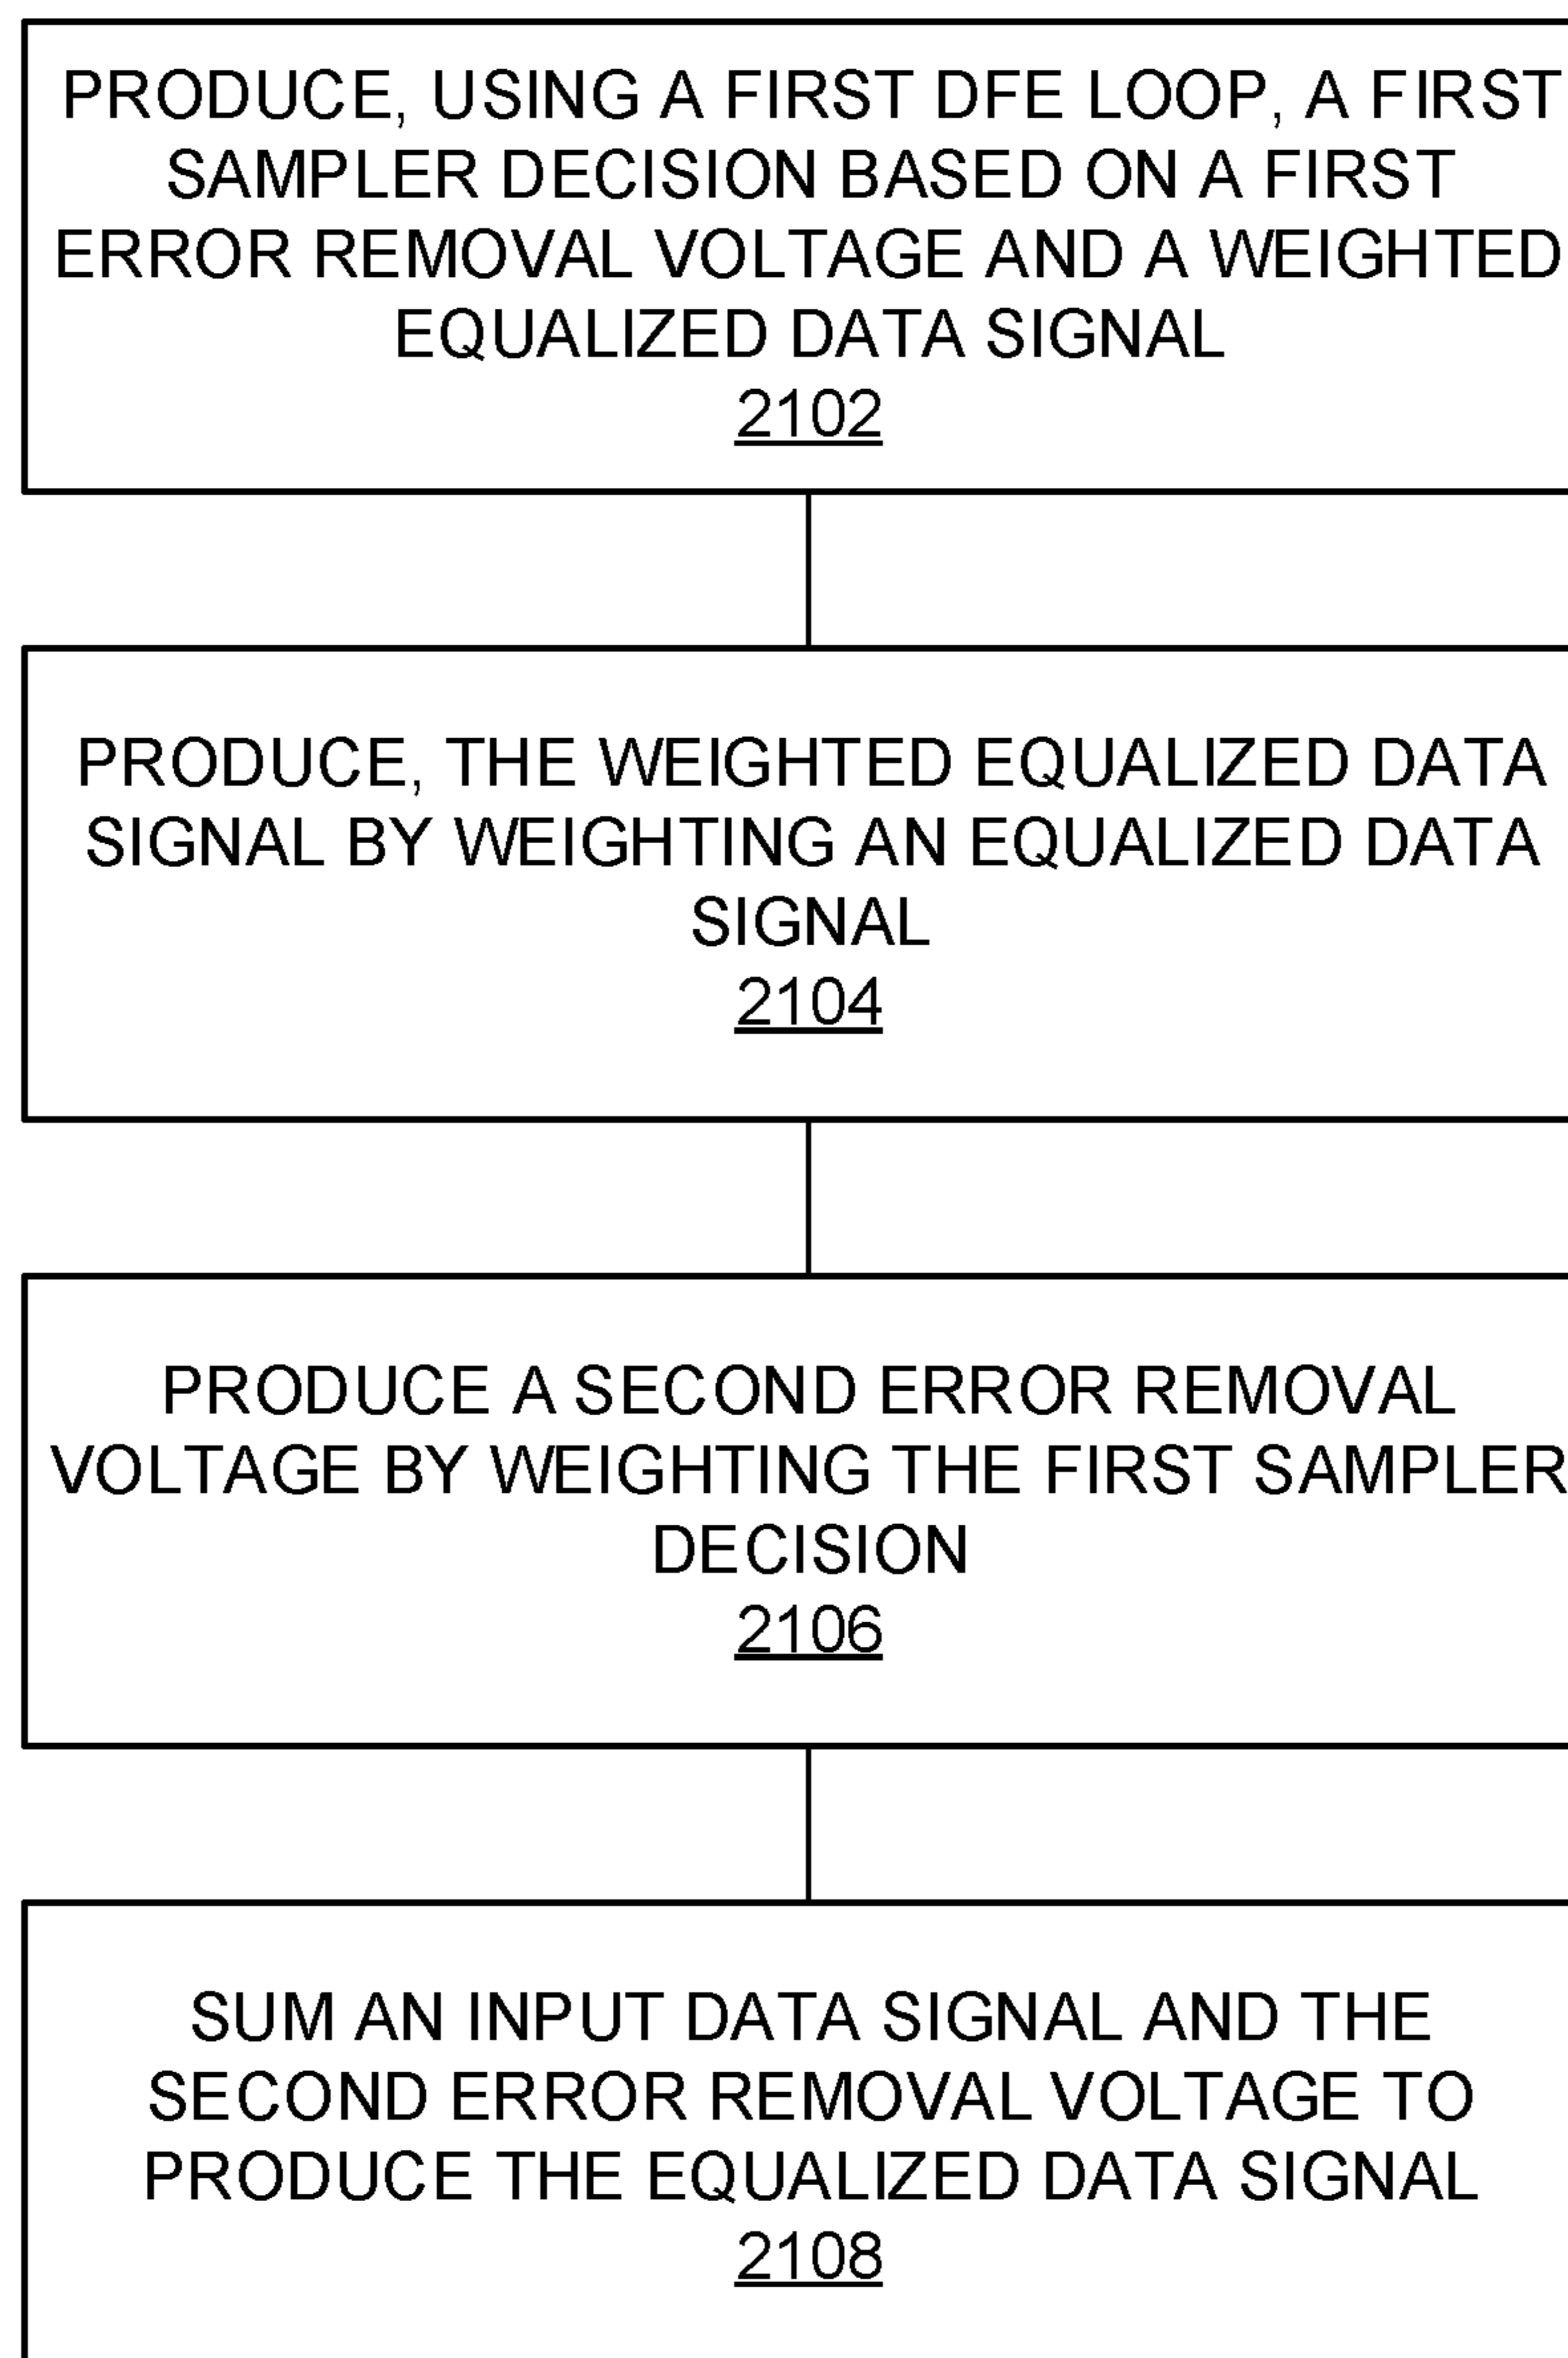 PRODUCE, USING A FIRST DFE LOOP, A FIRST
SAMPLER DECISION BASED ON A FIRST
ERROR REMOVAL VOLTAGE AND A WEIGHTED
EQUALIZED DATA SIGNAL
2102
PRODUCE, THE WEIGHTED EQUALIZED DATA
SIGNAL BY WEIGHTING AN EQUALIZED DATA
SIGNAL
2104
PRODUCE A SECOND ERROR REMOVAL
VOLTAGE BY WEIGHTING THE FIRST SAMPLER
DECISION
2106
SUM AN INPUT DATA SIGNAL AND THE
SECOND ERROR REMOVAL VOLTAGE TO
PRODUCE THE EQUALIZED DATA SIGNAL
2108